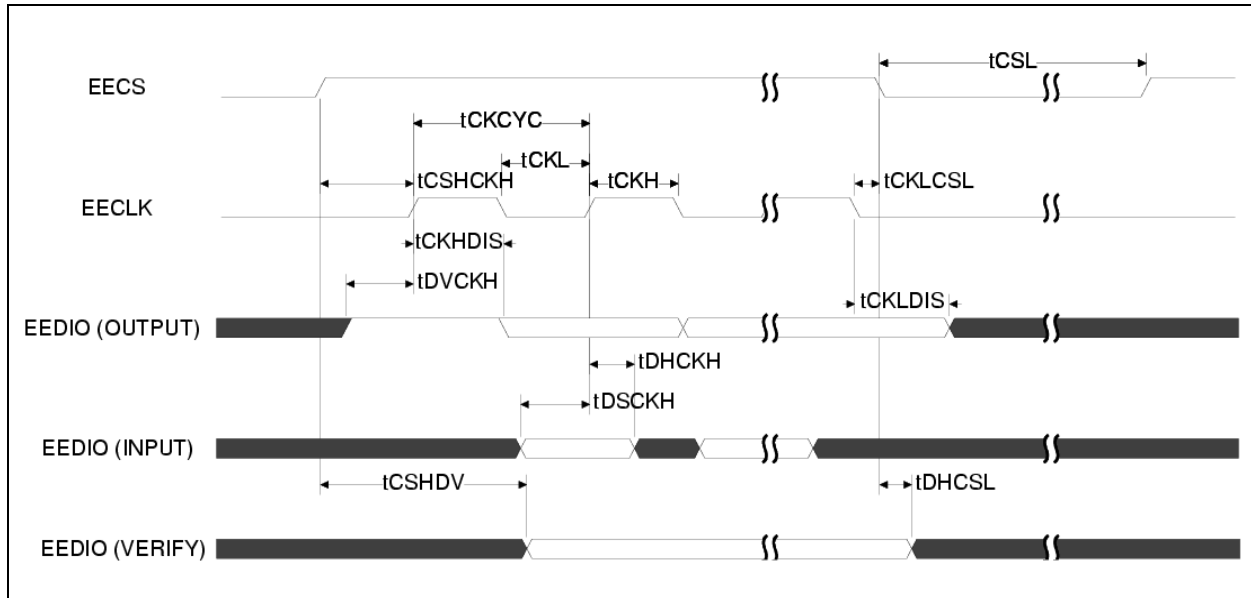 tCSL
EECS
tCKCYC
tCKL
tCSHCKH
tCKH
tCKLCSL
EECLK
tCKHDIS
tDVCKH
tCKLDIS
EEDIO (OUTPUT)
tDHCKH
tDSCKH
EEDIO (INPUT)
tCSHDV
tDHCSL
EEDIO (VERIFY)